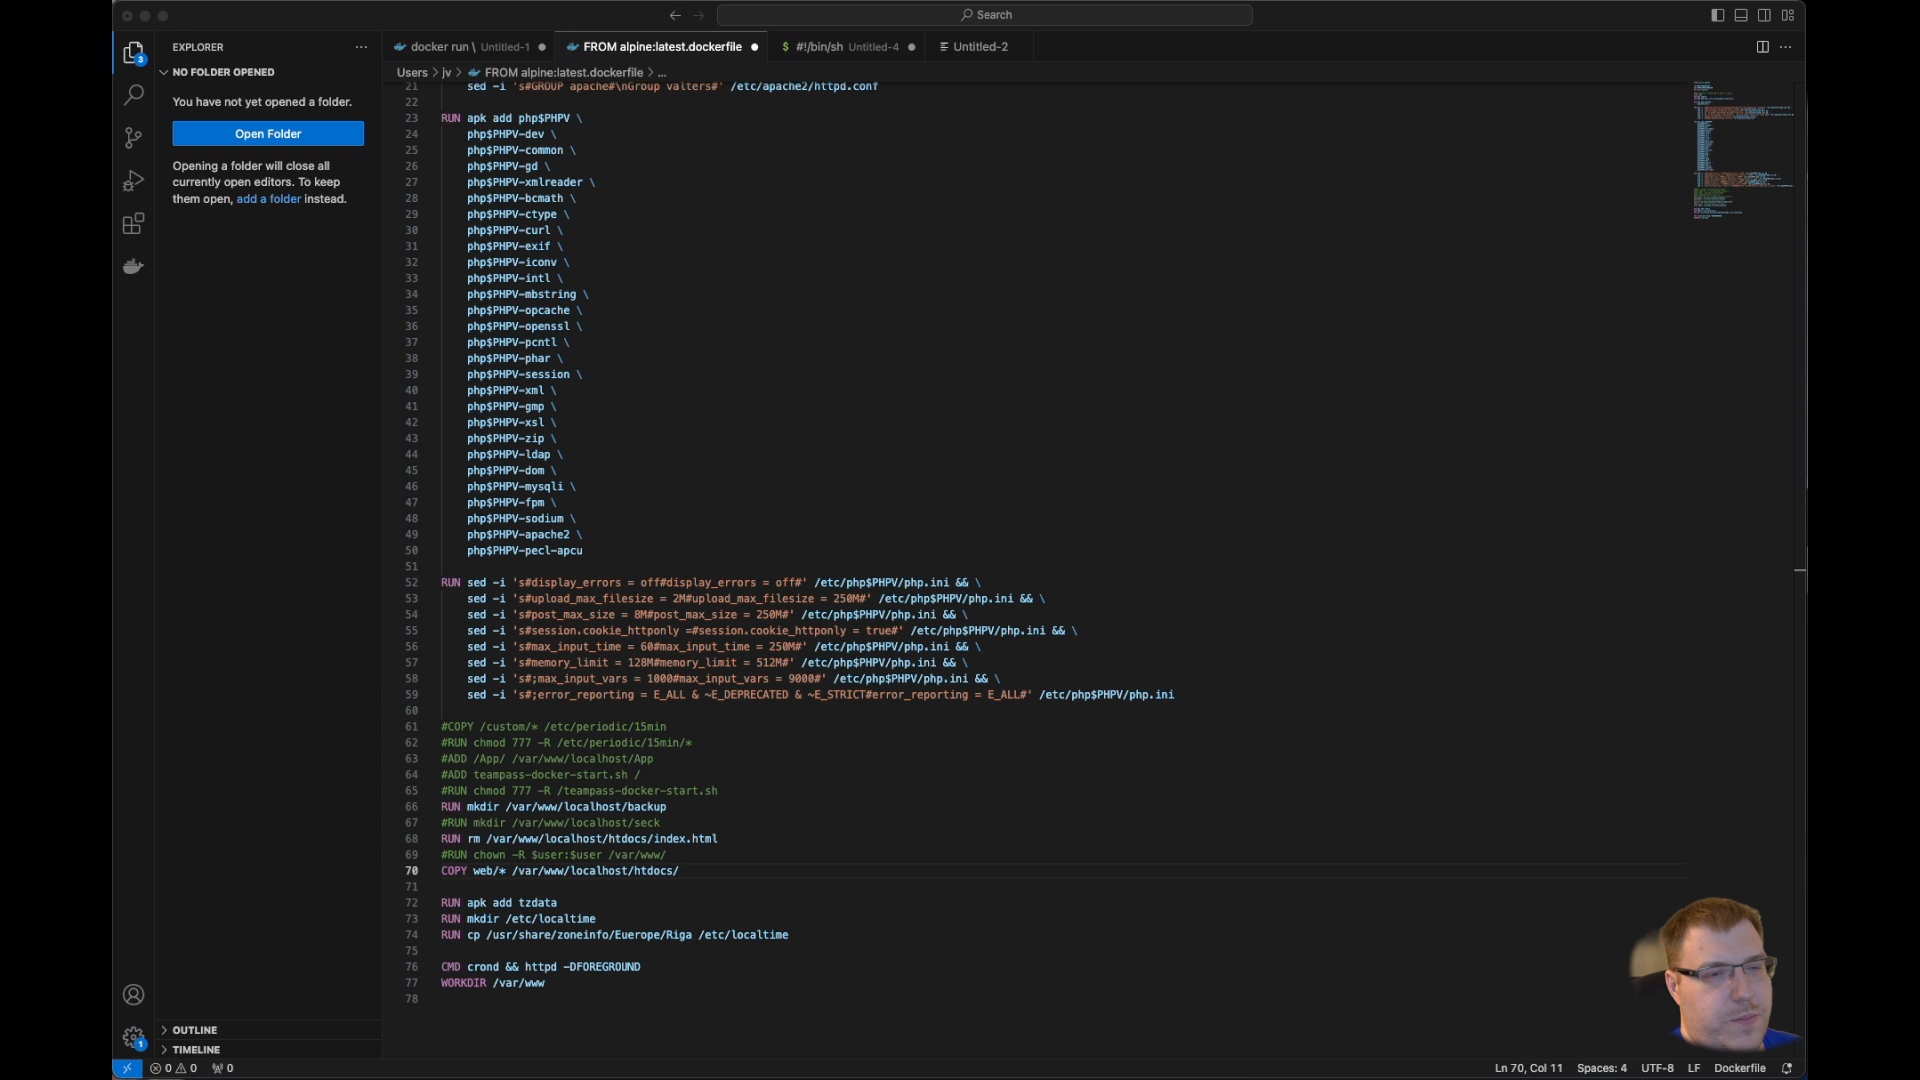 Search
EXPLORER
docker run \ Untitled-1
FROM alpine:latest.dockerfile
$ #!/bin/sh Untitled-4
Untitled-2
NO FOLDER OPENED
Users > jv > FROM alpine:latest.dockerfile > ...
You have not yet opened a folder.
Open Folder
Opening a folder will close all
currently open editors. To keep
them open, add a folder instead.
21 sed -i 's#GROUP apache#\nGroup valters#' /etc/apache2/httpd.conf
22
23 RUN apk add php$PHPV \
24 php$PHPV-dev \
25 php$PHPV-common \
26 php$PHPV-gd \
27 php$PHPV-xmlreader \
28 php$PHPV-bcmath \
29 php$PHPV-ctype \
30 php$PHPV-curl \
31 php$PHPV-exif \
32 php$PHPV-iconv \
33 php$PHPV-intl \
34 php$PHPV-mbstring \
35 php$PHPV-opcache \
36 php$PHPV-openssl \
37 php$PHPV-pcntl \
38 php$PHPV-phar \
39 php$PHPV-session \
40 php$PHPV-xml \
41 php$PHPV-gmp \
42 php$PHPV-xsl \
43 php$PHPV-zip \
44 php$PHPV-ldap \
45 php$PHPV-dom \
46 php$PHPV-mysqli \
47 php$PHPV-fpm \
48 php$PHPV-sodium \
49 php$PHPV-apache2 \
50 php$PHPV-pecl-apcu
51
52 RUN sed -i 's#display_errors = off#display_errors = off#' /etc/php$PHPV/php.ini && \
53 sed -i 's#upload_max_filesize = 2M#upload_max_filesize = 250M#' /etc/php$PHPV/php.ini && \
54 sed -i 's#post_max_size = 8M#post_max_size = 250M#' /etc/php$PHPV/php.ini && \
55 sed -i 's#session.cookie_httponly =#session.cookie_httponly = true#' /etc/php$PHPV/php.ini && \
56 sed -i 's#max_input_time = 60#max_input_time = 250M#' /etc/php$PHPV/php.ini && \
57 sed -i 's#memory_limit = 128M#memory_limit = 512M#' /etc/php$PHPV/php.ini && \
58 sed -i 's#;max_input_vars = 1000#max_input_vars = 9000#' /etc/php$PHPV/php.ini && \
59 sed -i 's#;error_reporting = E_ALL & ~E_DEPRECATED & ~E_STRICT#error_reporting = E_ALL#' /etc/php$PHPV/php.ini
60
61 #COPY /custom/* /etc/periodic/15min
62 #RUN chmod 777 -R /etc/periodic/15min/*
63 #ADD /App/ /var/www/localhost/App
64 #ADD teampass-docker-start.sh /
65 #RUN chmod 777 -R /teampass-docker-start.sh
66 RUN mkdir /var/www/localhost/backup
67 #RUN mkdir /var/www/localhost/seck
68 RUN rm /var/www/localhost/htdocs/index.html
69 #RUN chown -R $user:$user /var/www/
70 COPY web/* /var/www/localhost/htdocs/
71
72 RUN apk add tzdata
73 RUN mkdir /etc/localtime
74 RUN cp /usr/share/zoneinfo/Euerope/Riga /etc/localtime
75
76 CMD crond && httpd -DFOREGROUND
77 WORKDIR /var/www
78
OUTLINE
TIMELINE
0 0 0
Ln 70, Col 11 Spaces: 4 UTF-8 LF Dockerfile